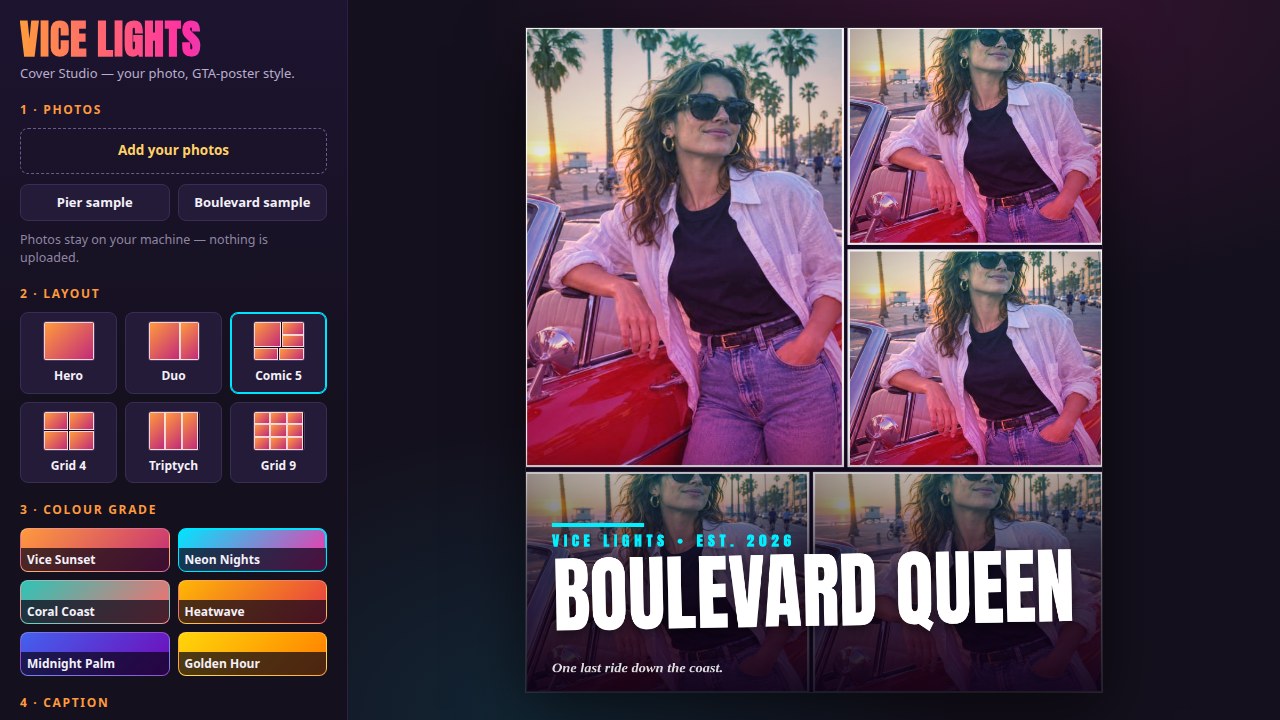 VICE LIGHTS
Cover Studio — your photo, GTA-poster style.
1 · PHOTOS
Add your photos
Pier sample
Boulevard sample
Photos stay on your machine — nothing is
uploaded.
2 · LAYOUT
Hero
Duo
Comic 5
Grid 4
Triptych
Grid 9
3 · COLOUR GRADE
Vice Sunset
Neon Nights
Coral Coast
Heatwave
Midnight Palm
Golden Hour
4 · CAPTION
VICE LIGHTS • EST. 2026
BOULEVARD QUEEN
One last ride down the coast.